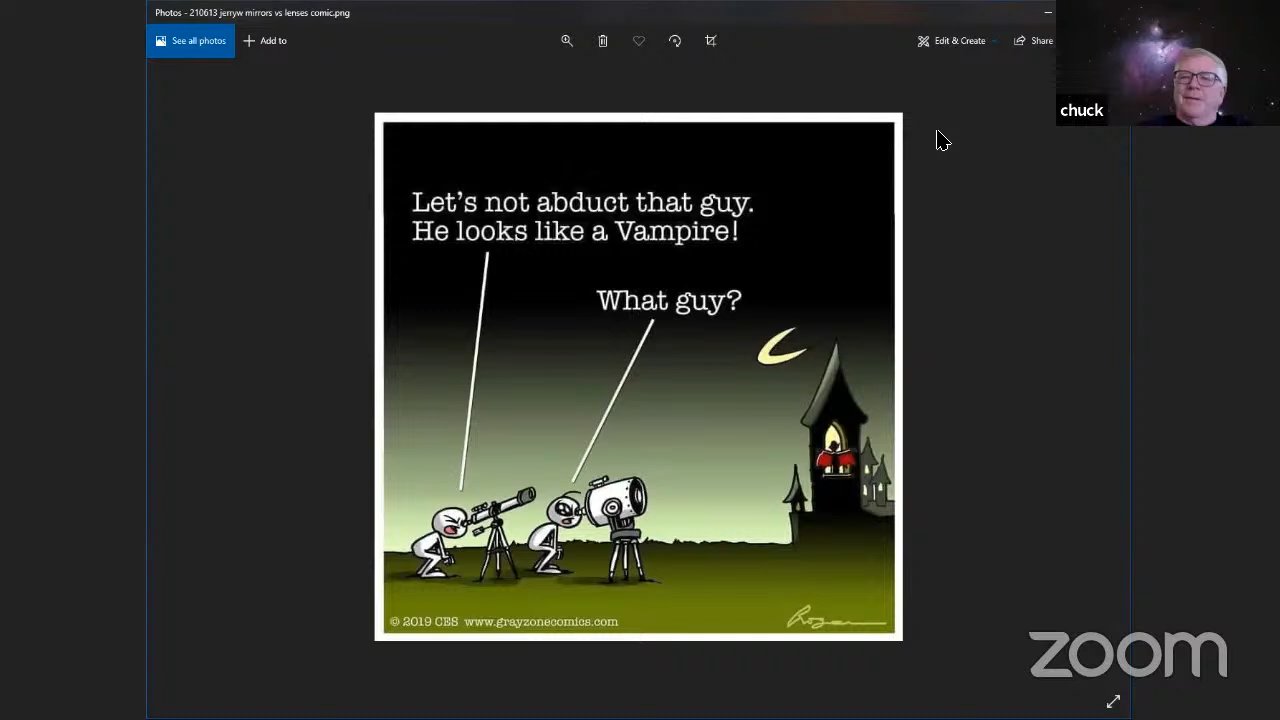 Photos - 210613 jerryw mirrors vs lenses comic.png
See all photos
Add to
Edit & Create
Share
chuck
Let's not abduct that guy.
He looks like a Vampire!
What guy?
© 2019 CES www.grayzonecomics.com
zoom